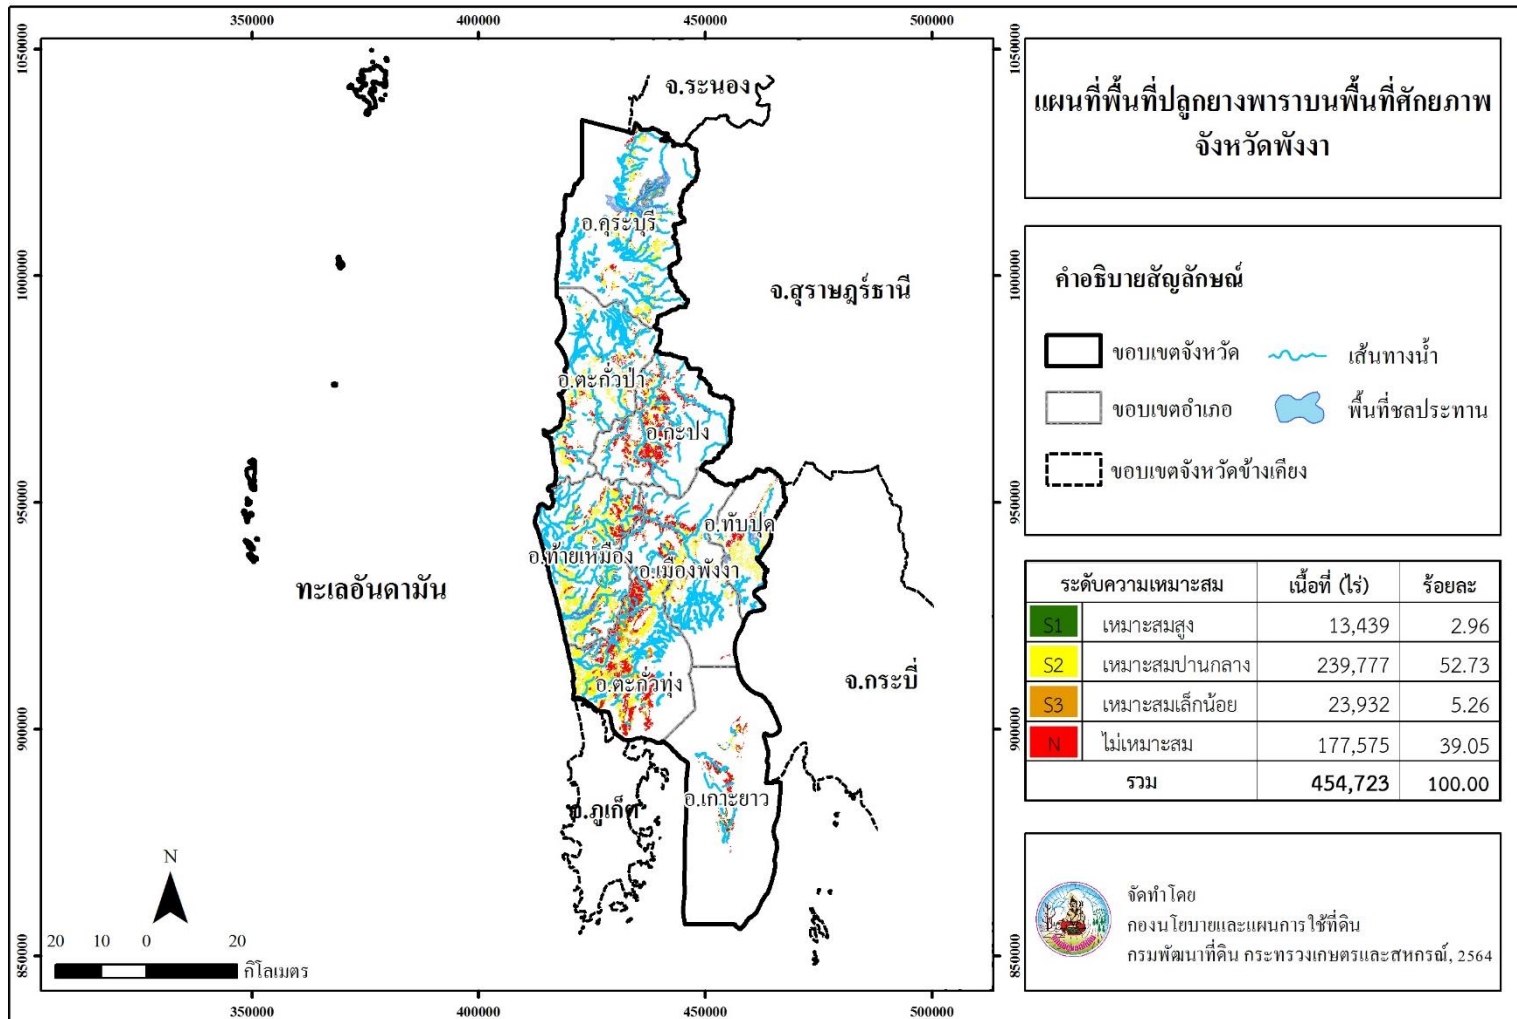 350000 400000 450000 500000
1050000 1050000
1000000 1000000
950000 950000
900000 900000
850000 850000
จ.ระนอง
อ.คุระบุรี
จ.สุราษฎร์ธานี
อ.ตะกั่วป่า
อ.กะปง
อ.ทับปุด
อ.ท้ายเหมือง
อ.เมืองพังงา
ทะเลอันดามัน
อ.ตะกั่วทุ่ง
จ.กระบี่
อ.เกาะยาว
จ.ภูเก็ต
N
20 10 0 20
กิโลเมตร
350000 400000 450000 500000
แผนที่พื้นที่ปลูกยางพาราบนพื้นที่ศักยภาพ
จังหวัดพังงา
คำอธิบายสัญลักษณ์
ขอบเขตจังหวัด เส้นทางน้ำ
ขอบเขตอำเภอ พื้นที่ชลประทาน
ขอบเขตจังหวัดข้างเคียง
ระดับความเหมาะสม เนื้อที่ (ไร่) ร้อยละ
S1 เหมาะสมสูง 13,439 2.96
S2 เหมาะสมปานกลาง 239,777 52.73
S3 เหมาะสมเล็กน้อย 23,932 5.26
N ไม่เหมาะสม 177,575 39.05
รวม 454,723 100.00
จัดทำโดย
กองนโยบายและแผนการใช้ที่ดิน
กรมพัฒนาที่ดิน กระทรวงเกษตรและสหกรณ์, 2564